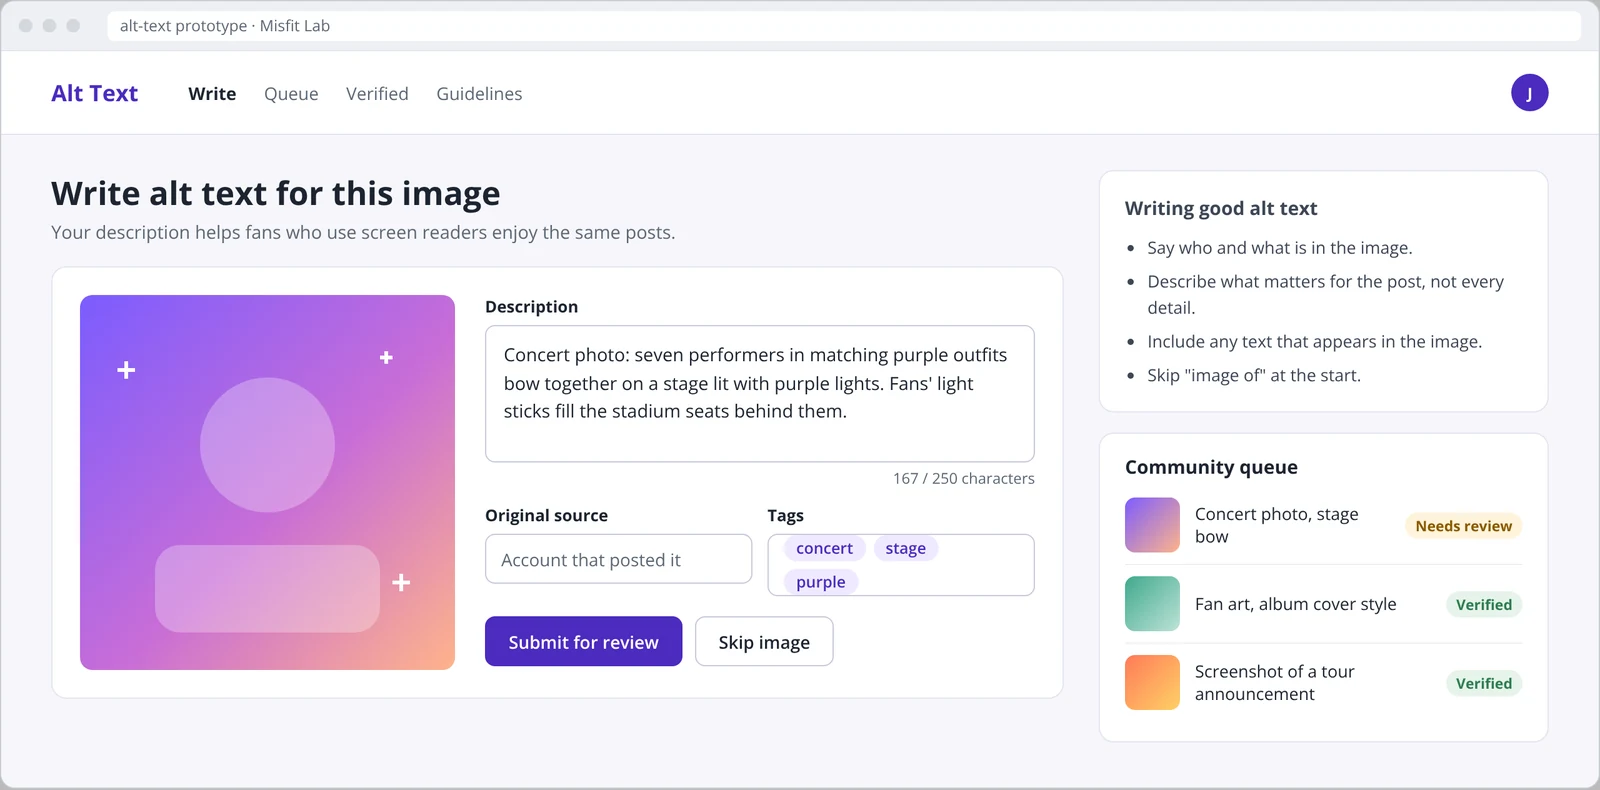 alt-text prototype · Misfit Lab
Alt Text
Write
Queue
Verified
Guidelines
J
Write alt text for this image
Your description helps fans who use screen readers enjoy the same posts.
Description
Concert photo: seven performers in matching purple outfits
bow together on a stage lit with purple lights. Fans' light
sticks fill the stadium seats behind them.
167 / 250 characters
Original source
Account that posted it
Tags
concert
stage
purple
Submit for review
Skip image
Writing good alt text
• Say who and what is in the image.
• Describe what matters for the post, not every
detail.
• Include any text that appears in the image.
• Skip "image of" at the start.
Community queue
Concert photo, stage
bow
Needs review
Fan art, album cover style
Verified
Screenshot of a tour
announcement
Verified